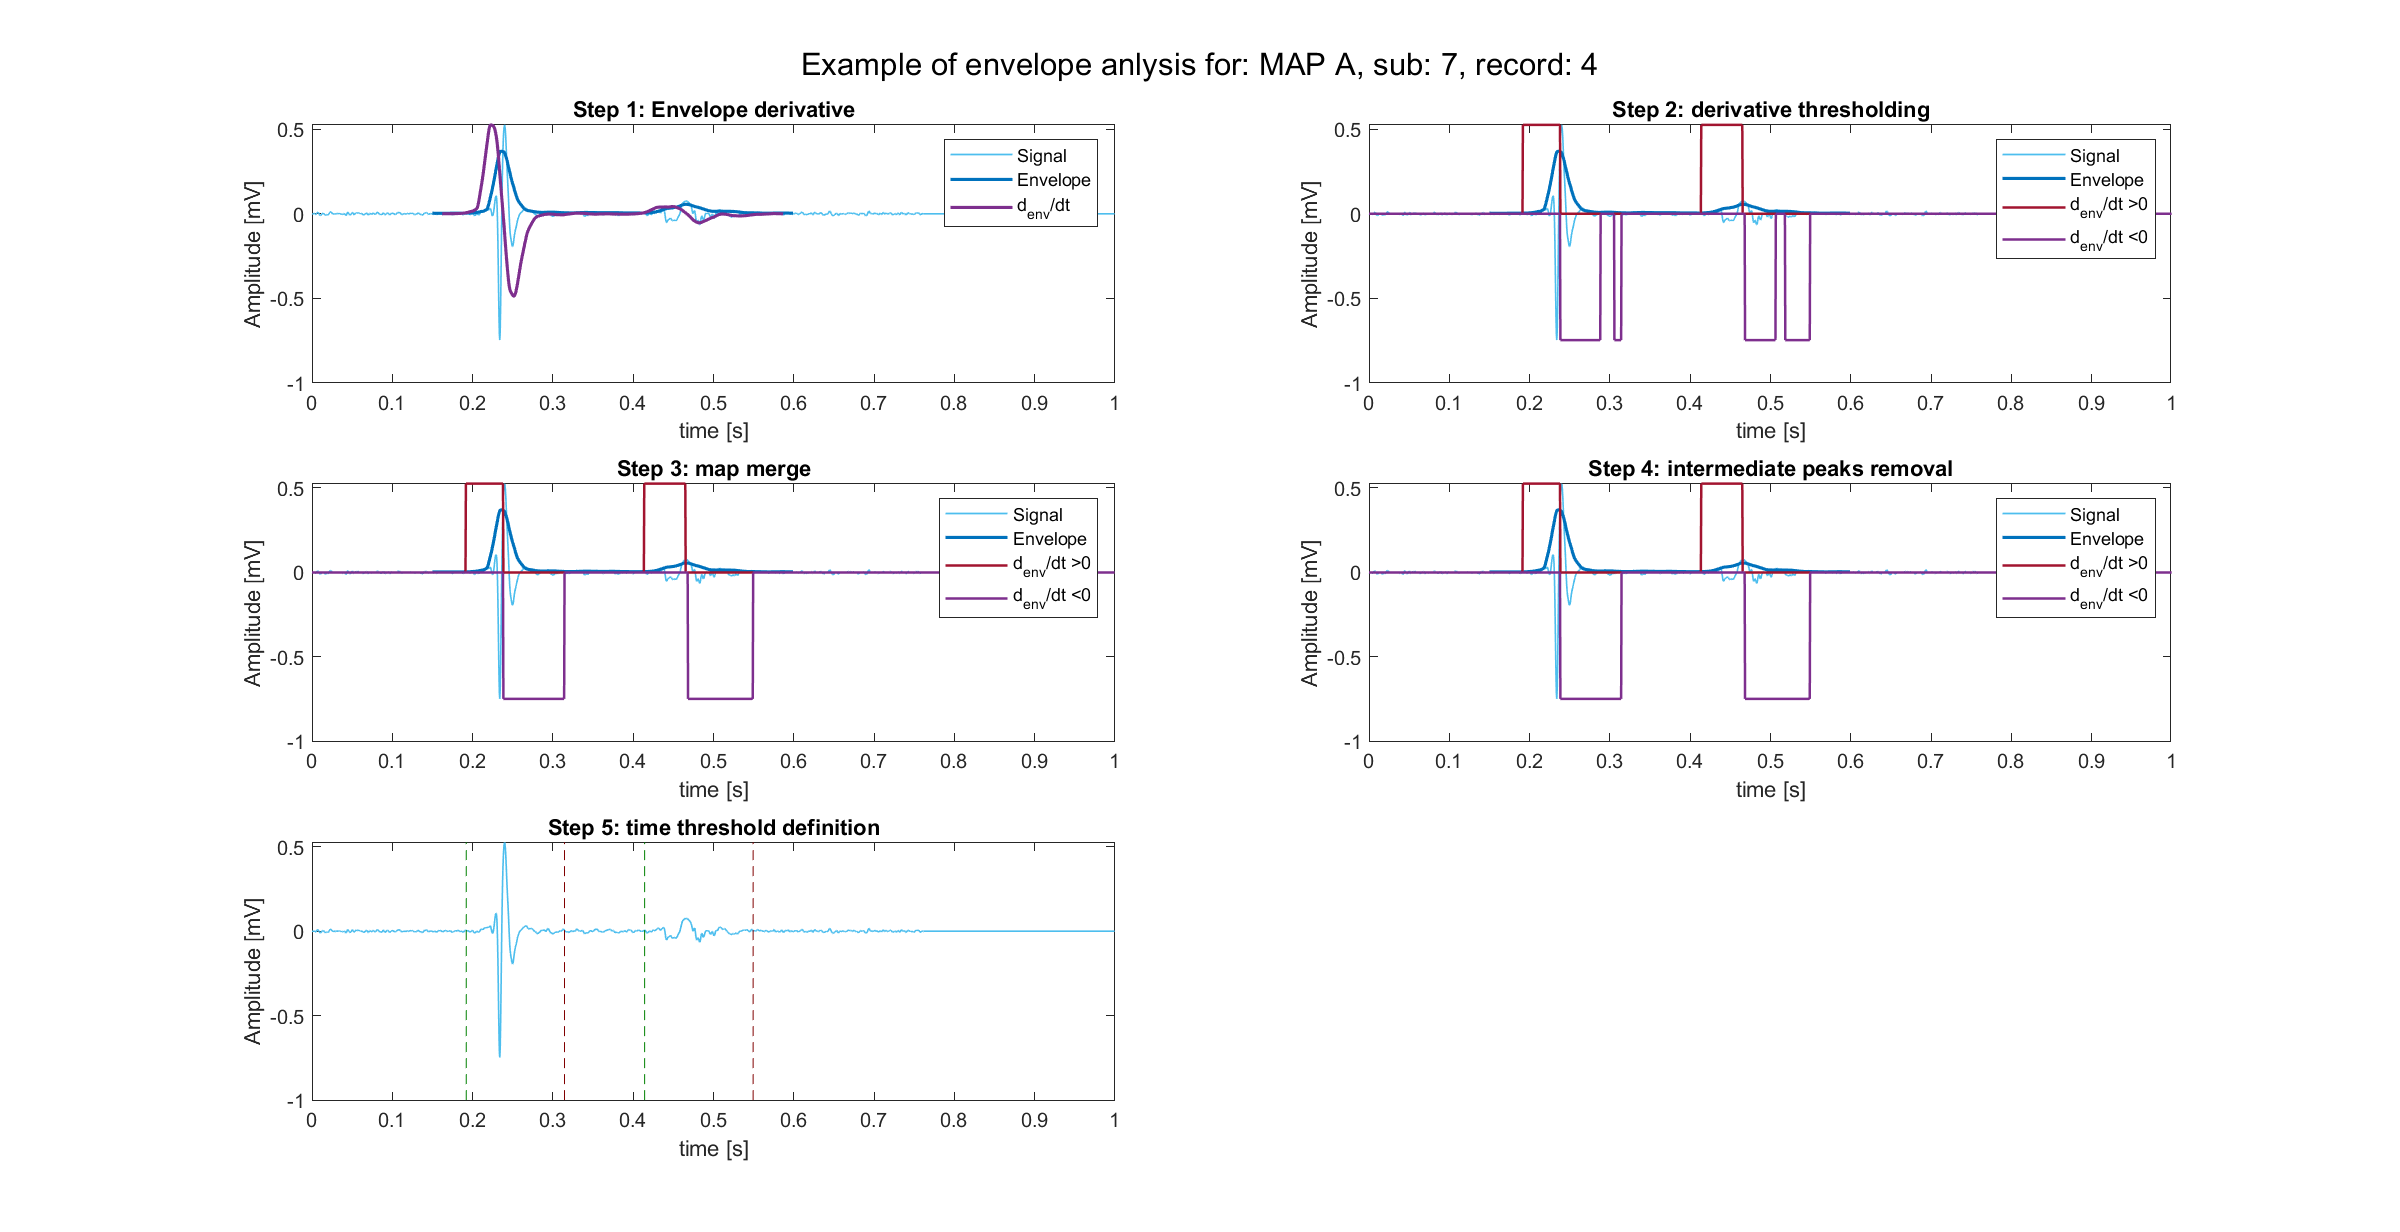 Example of envelope anlysis for: MAP A, sub: 7, record: 4
Step 1: Envelope derivative
0.5
0
-0.5
-1
Amplitude [mV]
0 0.1 0.2 0.3 0.4 0.5 0.6 0.7 0.8 0.9 1
time [s]
Signal
Envelope
d_env/dt
Step 2: derivative thresholding
0.5
0
-0.5
-1
Amplitude [mV]
0 0.1 0.2 0.3 0.4 0.5 0.6 0.7 0.8 0.9 1
time [s]
Signal
Envelope
d_env/dt >0
d_env/dt <0
Step 3: map merge
0.5
0
-0.5
-1
Amplitude [mV]
0 0.1 0.2 0.3 0.4 0.5 0.6 0.7 0.8 0.9 1
time [s]
Signal
Envelope
d_env/dt >0
d_env/dt <0
Step 4: intermediate peaks removal
0.5
0
-0.5
-1
Amplitude [mV]
0 0.1 0.2 0.3 0.4 0.5 0.6 0.7 0.8 0.9 1
time [s]
Signal
Envelope
d_env/dt >0
d_env/dt <0
Step 5: time threshold definition
0.5
0
-0.5
-1
Amplitude [mV]
0 0.1 0.2 0.3 0.4 0.5 0.6 0.7 0.8 0.9 1
time [s]